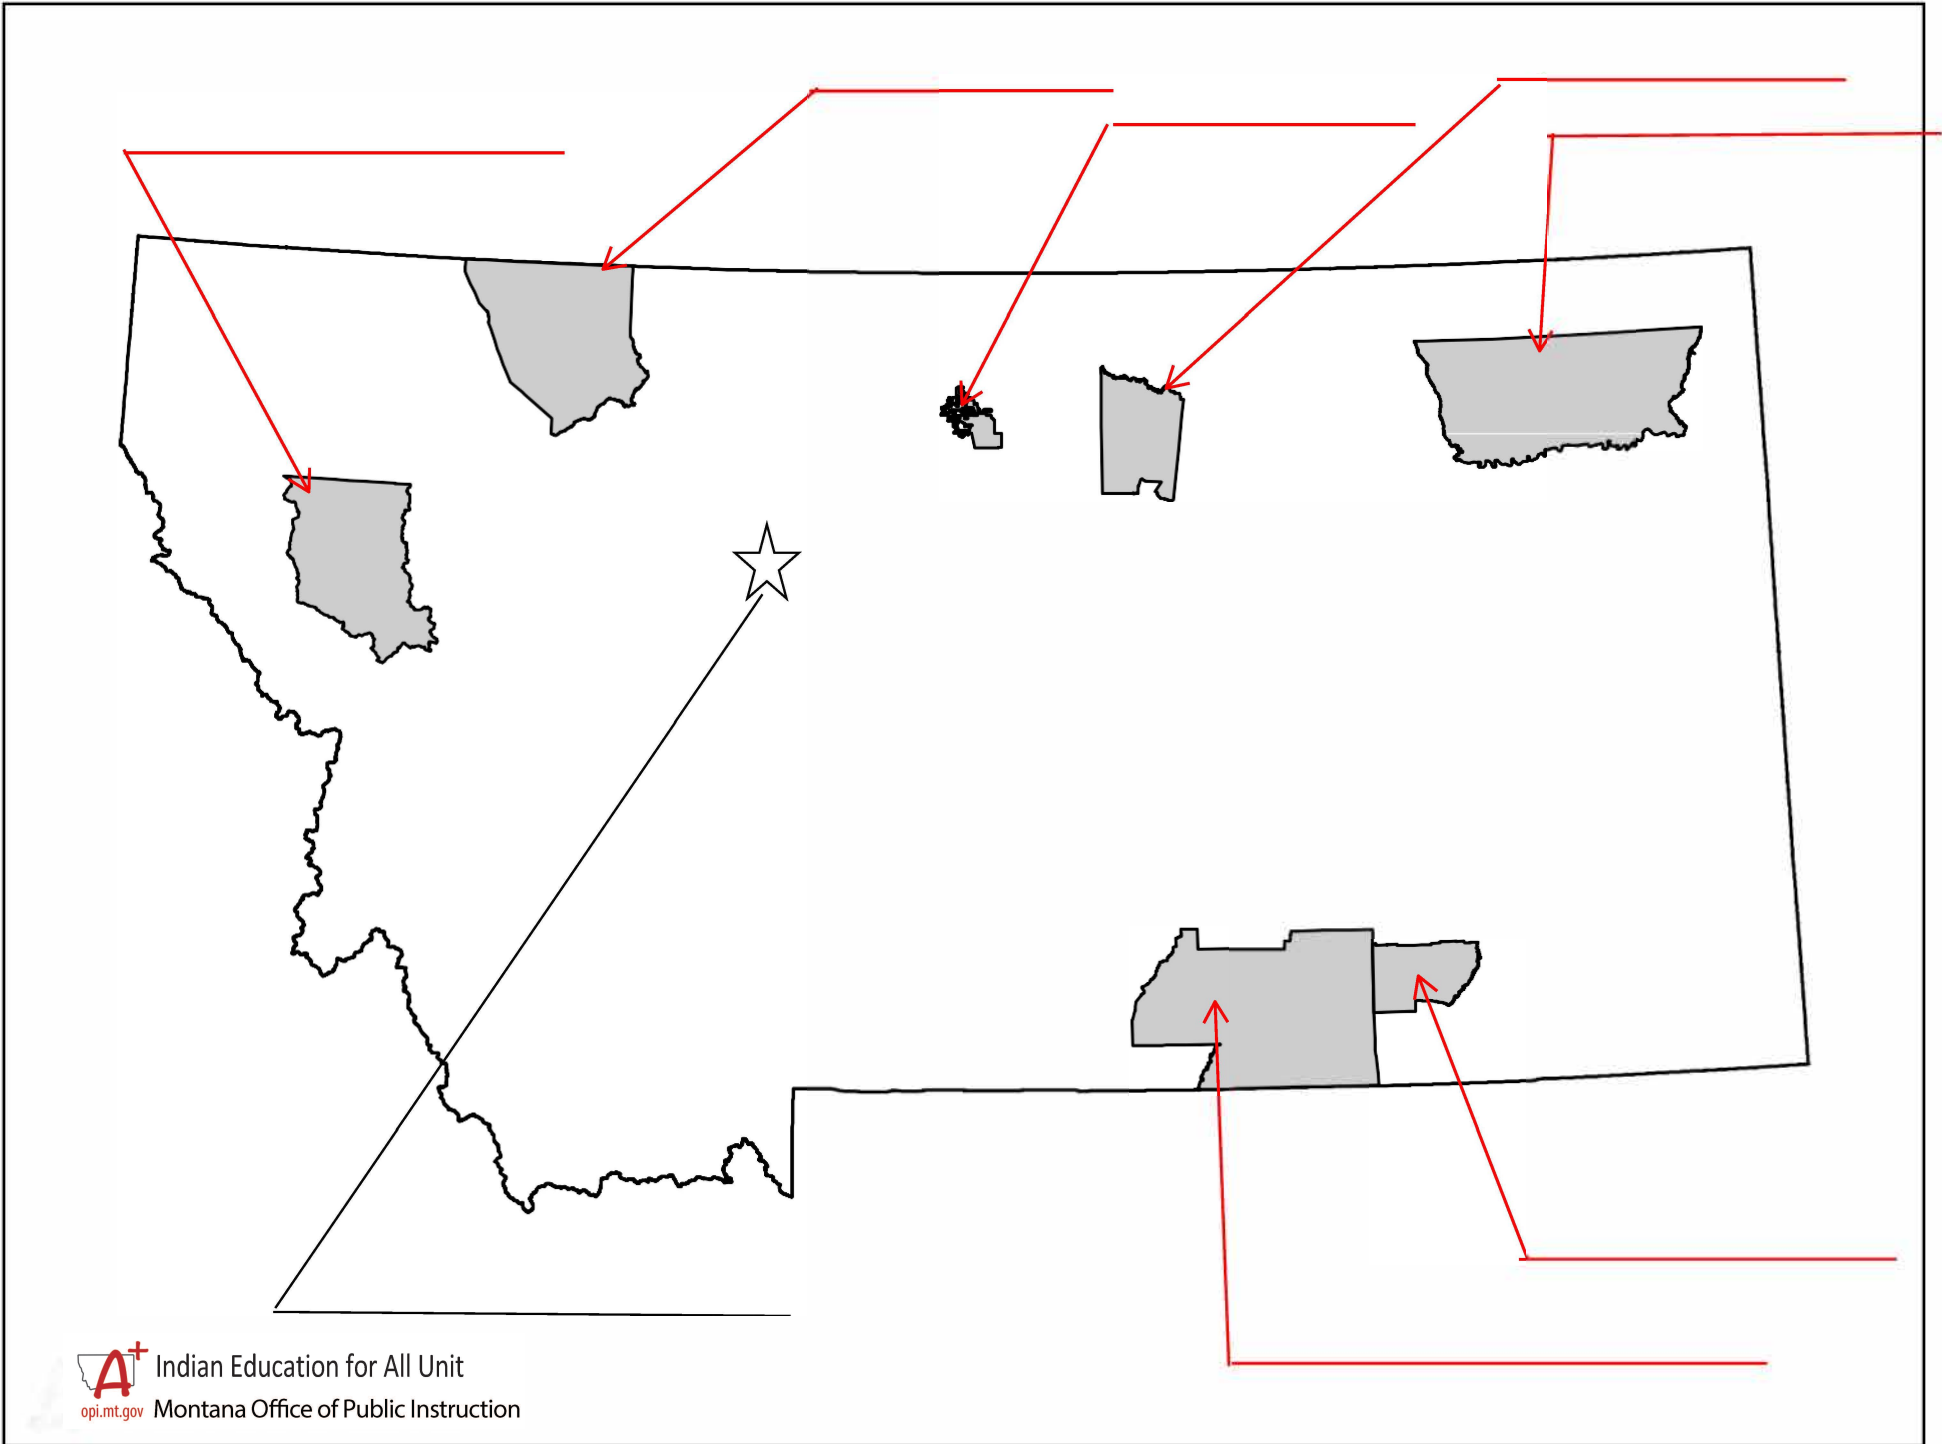 A+
Indian Education for All Unit
opi.mt.gov
Montana Office of Public Instruction